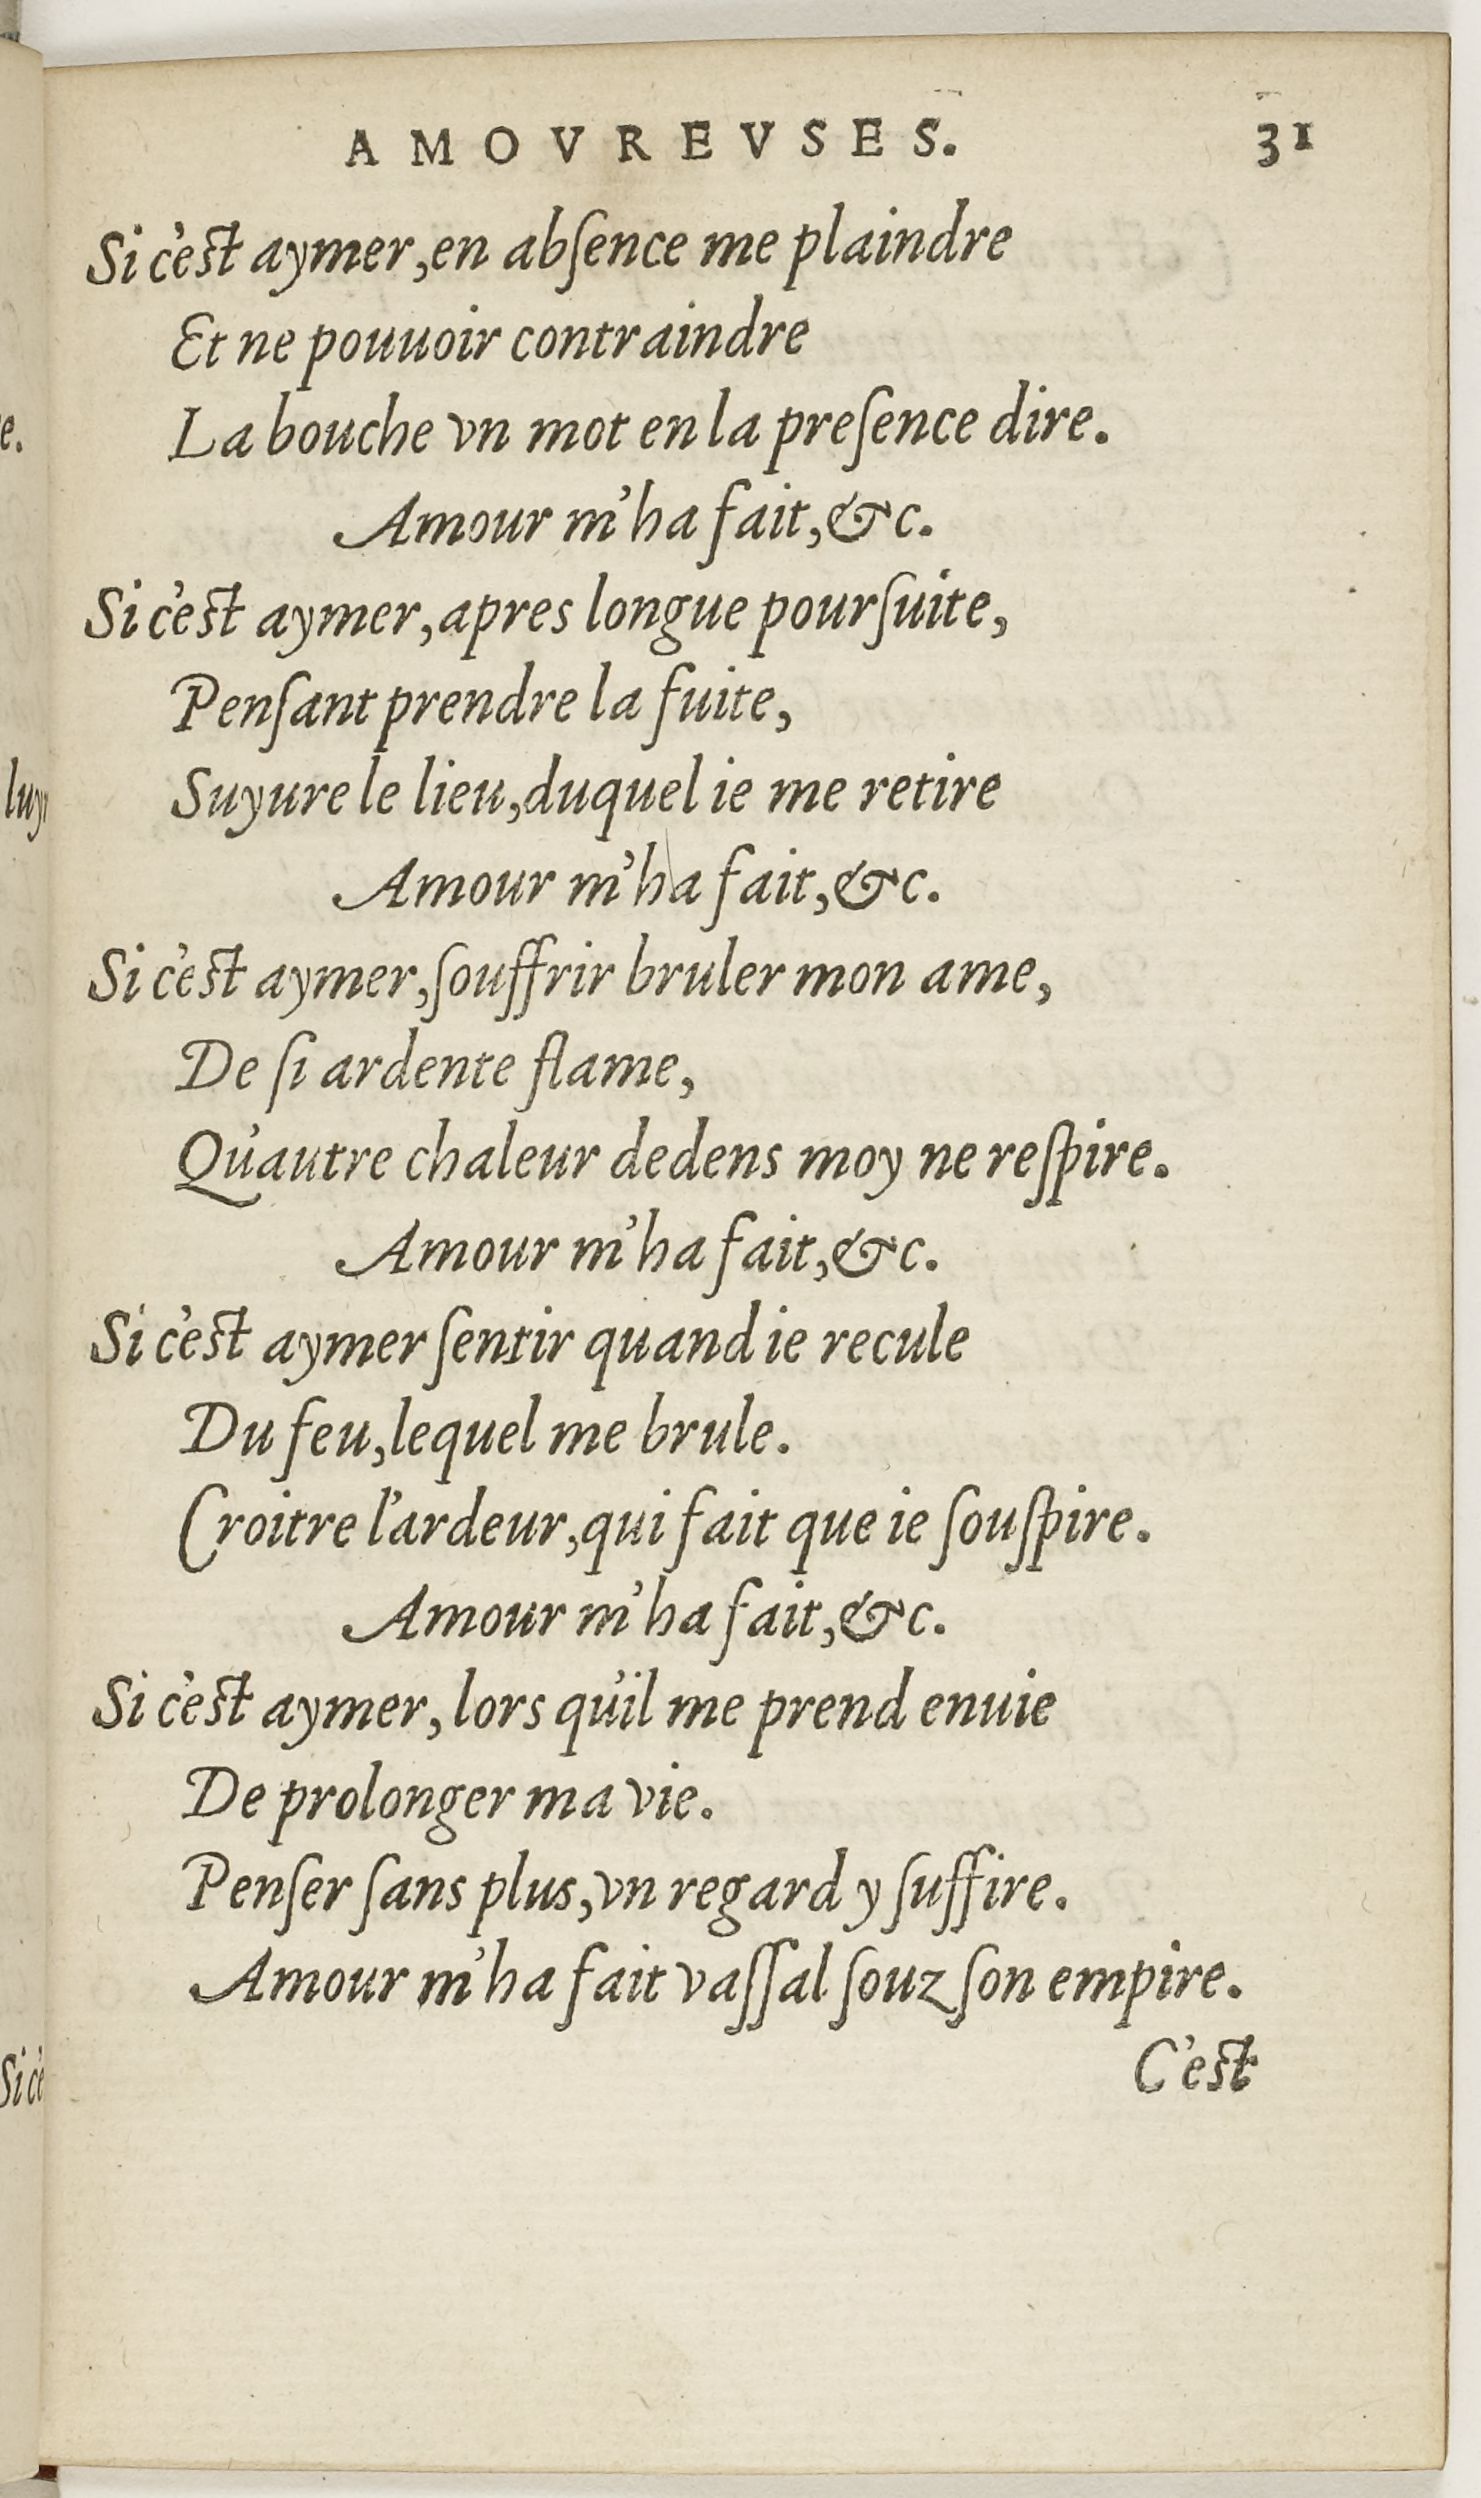 AMOVREVSES. 31
Si c'est aymer, en absence me plaindre
Et ne pouuoir contraindre
La bouche vn mot en la presence dire.
Amour m'ha fait, &c.
Si c'est aymer, apres longue poursuite,
Pensant prendre la fuite,
Suyure le lieu, duquel ie me retire
Amour m'ha fait, &c.
Si c'est aymer, souffrir bruler mon ame,
De si ardente flame,
Qu'autre chaleur dedens moy ne respire.
Amour m'ha fait, &c.
Si c'est aymer sentir quand ie recule
Du feu, lequel me brule.
Croitre l'ardeur, qui fait que ie souspire.
Amour m'ha fait, &c.
Si c'est aymer, lors qu'il me prend enuie
De prolonger ma vie.
Penser sans plus, vn regard y suffire.
Amour m'ha fait vassal souz son empire.
C'est